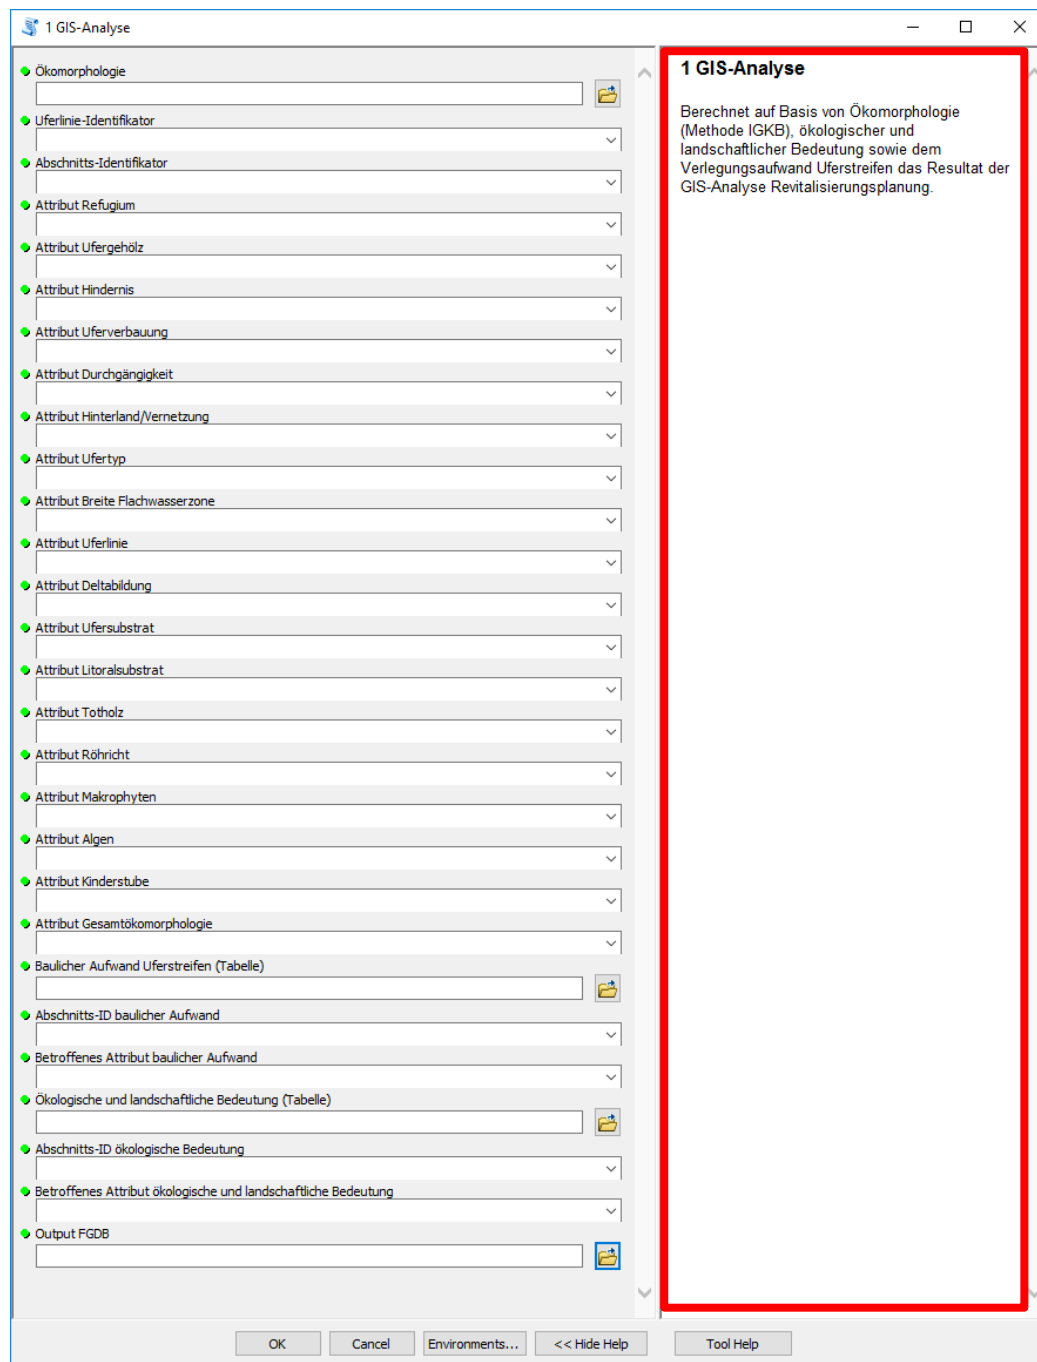 1 GIS-Analyse
Ökomorphologie
Uferlinie-Identifikator
Abschnitts-Identifikator
Attribut Refugium
Attribut Ufergehölz
Attribut Hindernis
Attribut Uferverbauung
Attribut Durchgängigkeit
Attribut Hinterland/Vernetzung
Attribut Ufertyp
Attribut Breite Flachwasserzone
Attribut Uferlinie
Attribut Deltabildung
Attribut Ufersubstrat
Attribut Litoralsubstrat
Attribut Totholz
Attribut Röhricht
Attribut Makrophyten
Attribut Algen
Attribut Kinderstube
Attribut Gesamtökomorphologie
Baulicher Aufwand Uferstreifen (Tabelle)
Abschnitts-ID baulicher Aufwand
Betroffenes Attribut baulicher Aufwand
Ökologische und landschaftliche Bedeutung (Tabelle)
Abschnitts-ID ökologische Bedeutung
Betroffenes Attribut ökologische und landschaftliche Bedeutung
Output FGDB
1 GIS-Analyse
Berechnet auf Basis von Ökomorphologie
(Methode IGKB), ökologischer und
landschaftlicher Bedeutung sowie dem
Verlegungsaufwand Uferstreifen das Resultat der
GIS-Analyse Revitalisierungsplanung.
OK
Cancel
Environments...
<< Hide Help
Tool Help